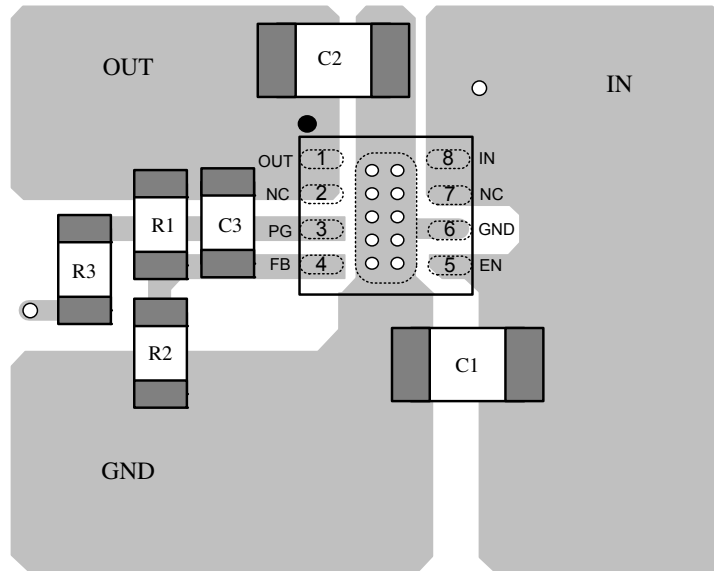 C2
OUT
IN
OUT 1 8 IN
NC 2 7 NC
R1 C3 PG 3 6 GND
R3 FB 4 5 EN
R2 C1
GND